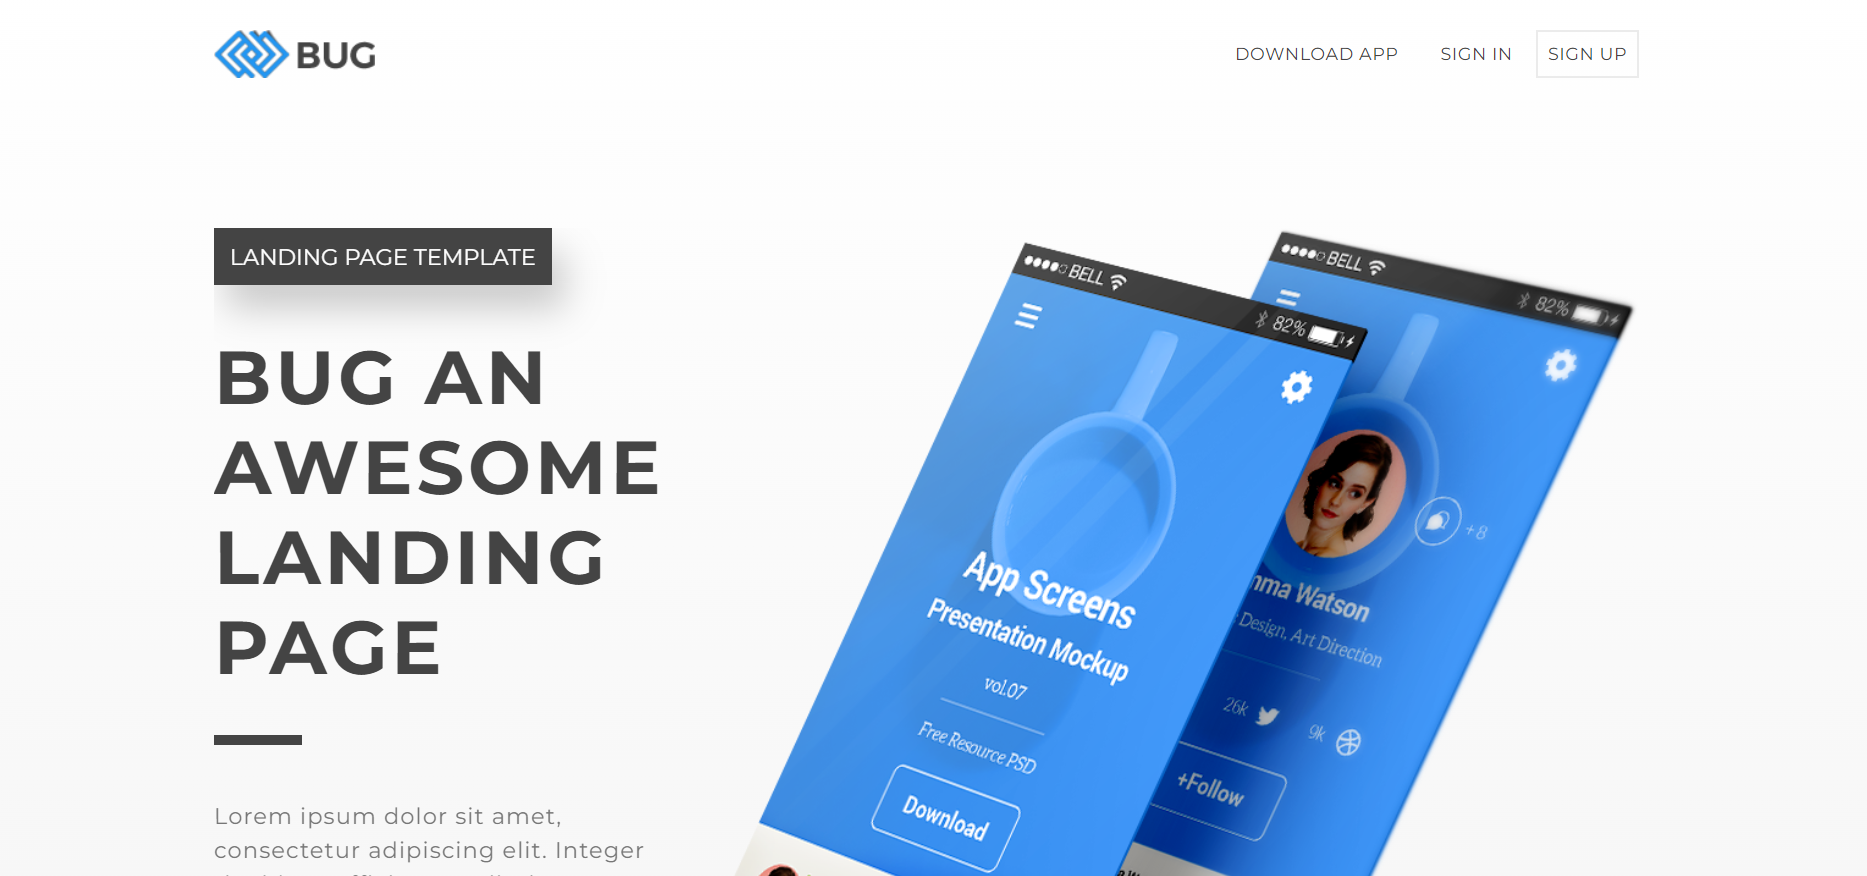 BUG
DOWNLOAD APP
SIGN IN
SIGN UP
LANDING PAGE TEMPLATE
BUG AN
AWESOME
LANDING
PAGE
Lorem ipsum dolor sit amet,
consectetur adipiscing elit. Integer
BELL
82%
App Screens
Presentation Mockup
vol.07
Free Resource PSD
Download
BELL
82%
+8
Watson
Design, Art Direction
26k
9k
+Follow